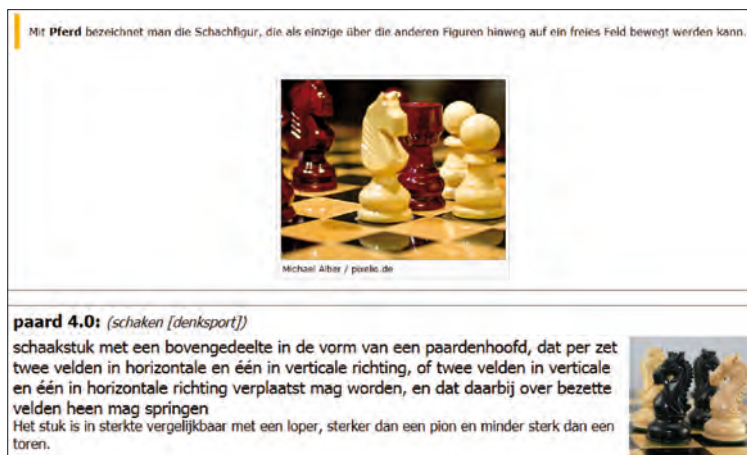 Mit Pferd bezeichnet man die Schachfigur, die als einzige über die anderen Figuren hinweg auf ein freies Feld bewegt werden kann.
Michael Alber / pixelio.de
paard 4.0: (schaken [denksport])
schaakstuk met een bovengedeelte in de vorm van een paardenhoofd, dat per zet
twee velden in horizontale en één in verticale richting, of twee velden in verticale
en één in horizontale richting verplaatst mag worden, en dat daarbij over bezette
velden heen mag springen
Het stuk is in sterkte vergelijkbaar met een loper, sterker dan een pion en minder sterk dan een
toren.